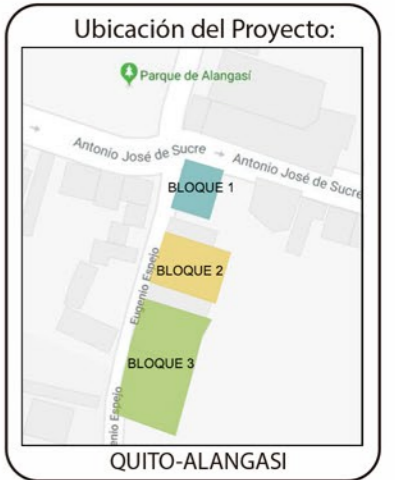 Ubicación del Proyecto:
Parque de Alangasí
Antonio José de Sucre
Antonio José de Sucre
BLOQUE 1
BLOQUE 2
Eugenio Espejo
BLOQUE 3
enio Espejo
QUITO-ALANGASI